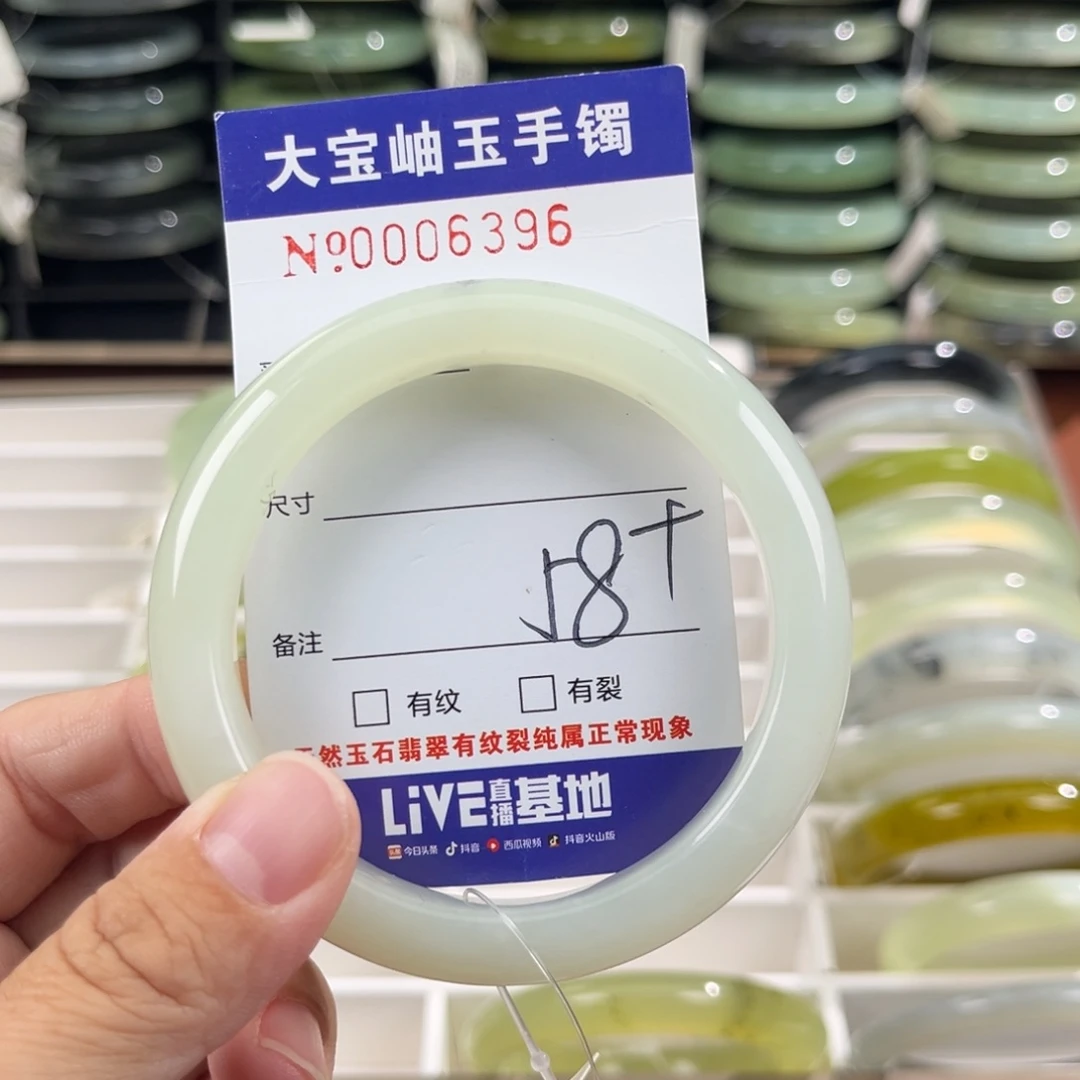 大宝岫玉手镯
Nº0006396
尺寸
58+
备注
有纹 有裂
然玉石翡翠有纹裂纯属正常现象
LiVE直播基地
今日头条 抖音 西瓜视频 抖音火山版